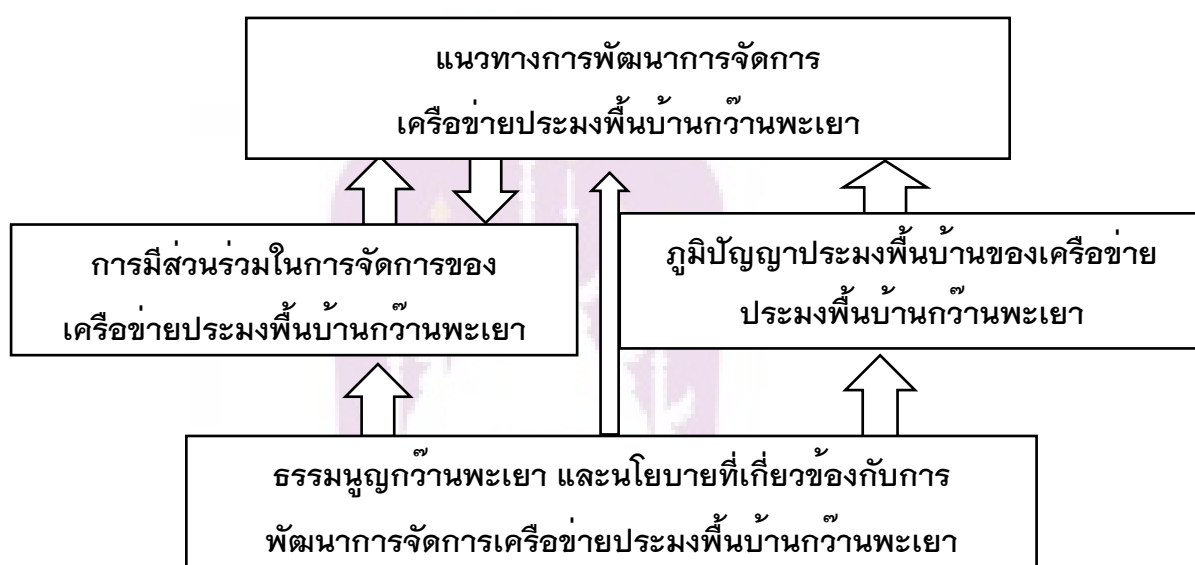 แนวทางการพัฒนาการจัดการ
เครือข่ายประมงพื้นบ้านกว๊านพะเยา
การมีส่วนร่วมในการจัดการของ
เครือข่ายประมงพื้นบ้านกว๊านพะเยา
ภูมิปัญญาประมงพื้นบ้านของเครือข่าย
ประมงพื้นบ้านกว๊านพะเยา
ธรรมนูญกว๊านพะเยา และนโยบายที่เกี่ยวข้องกับการ
พัฒนาการจัดการเครือข่ายประมงพื้นบ้านกว๊านพะเยา